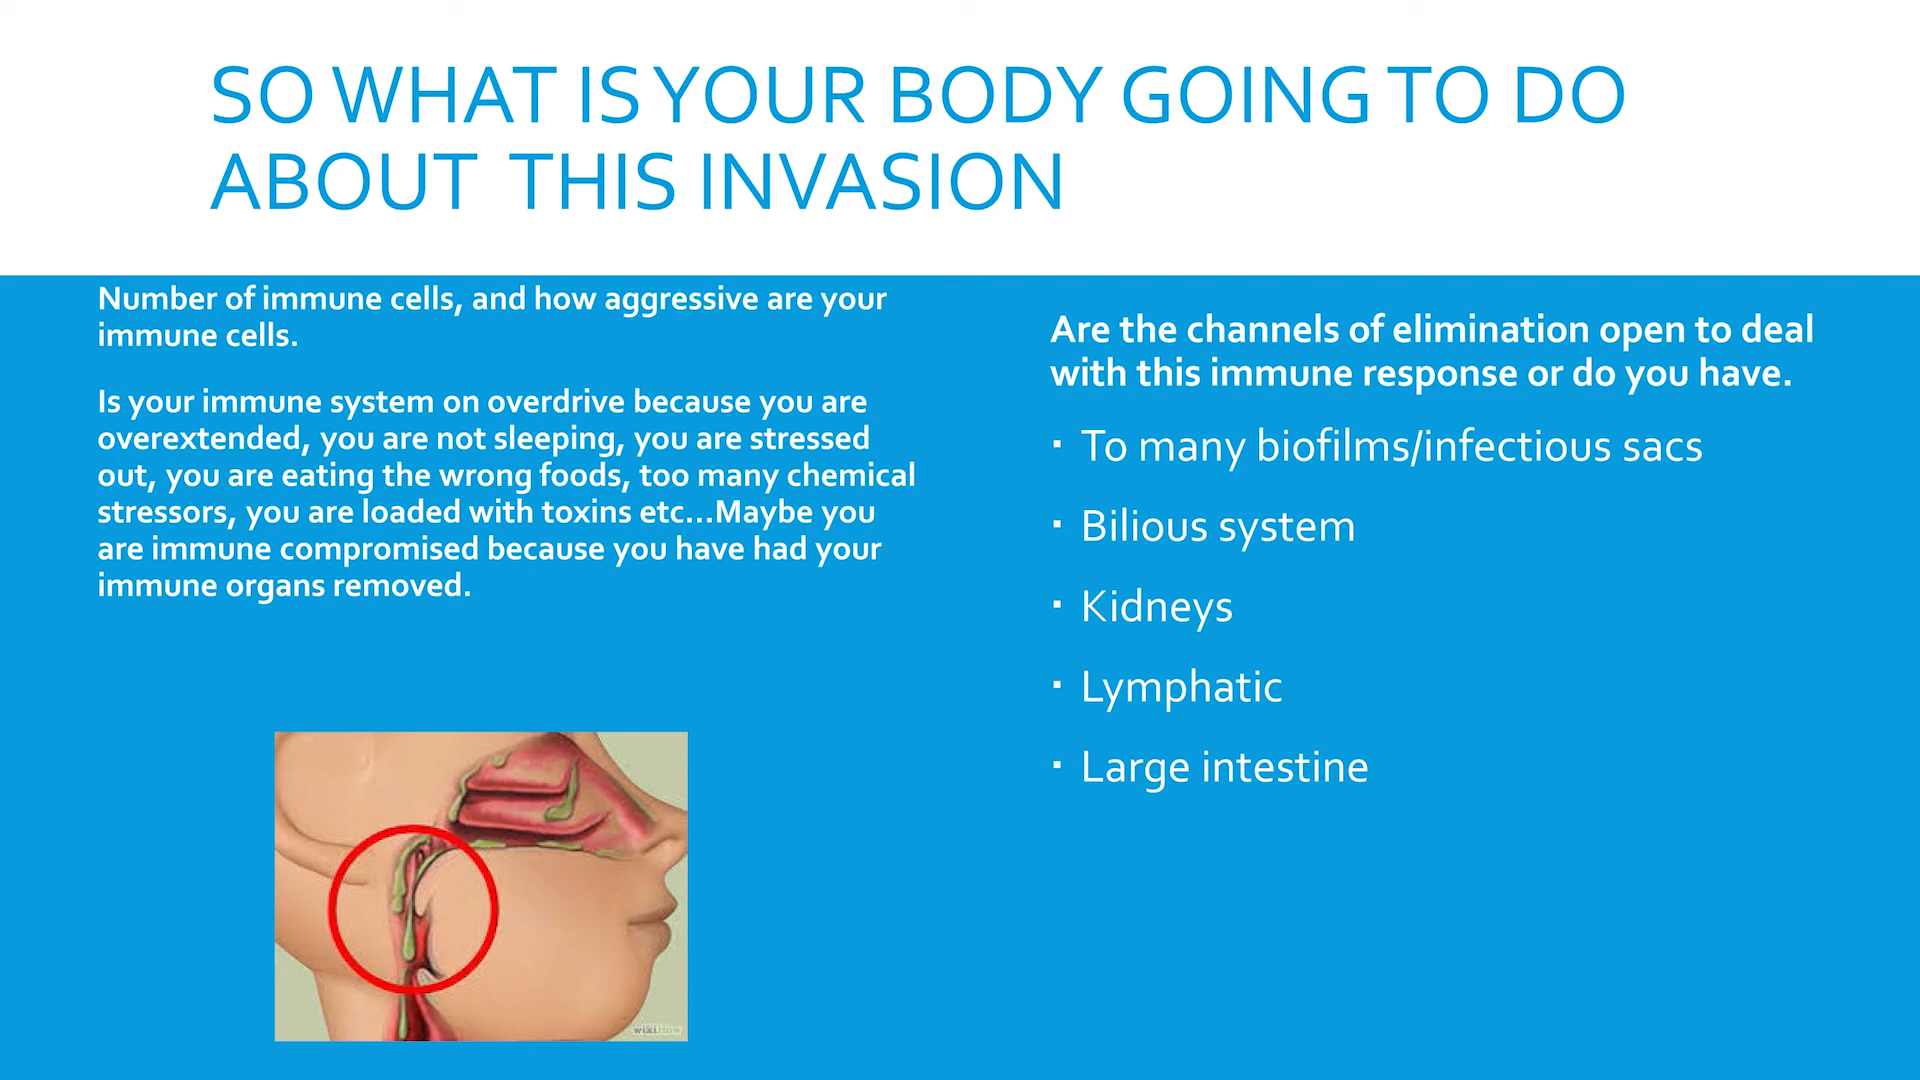 SO WHAT IS YOUR BODY GOING TO DO
ABOUT THIS INVASION
Number of immune cells, and how aggressive are your
immune cells.
Is your immune system on overdrive because you are
overextended, you are not sleeping, you are stressed
out, you are eating the wrong foods, too many chemical
stressors, you are loaded with toxins etc...Maybe you
are immune compromised because you have had your
immune organs removed.
Are the channels of elimination open to deal
with this immune response or do you have.
▪ To many biofilms/infectious sacs
▪ Bilious system
▪ Kidneys
▪ Lymphatic
▪ Large intestine
wikiHow